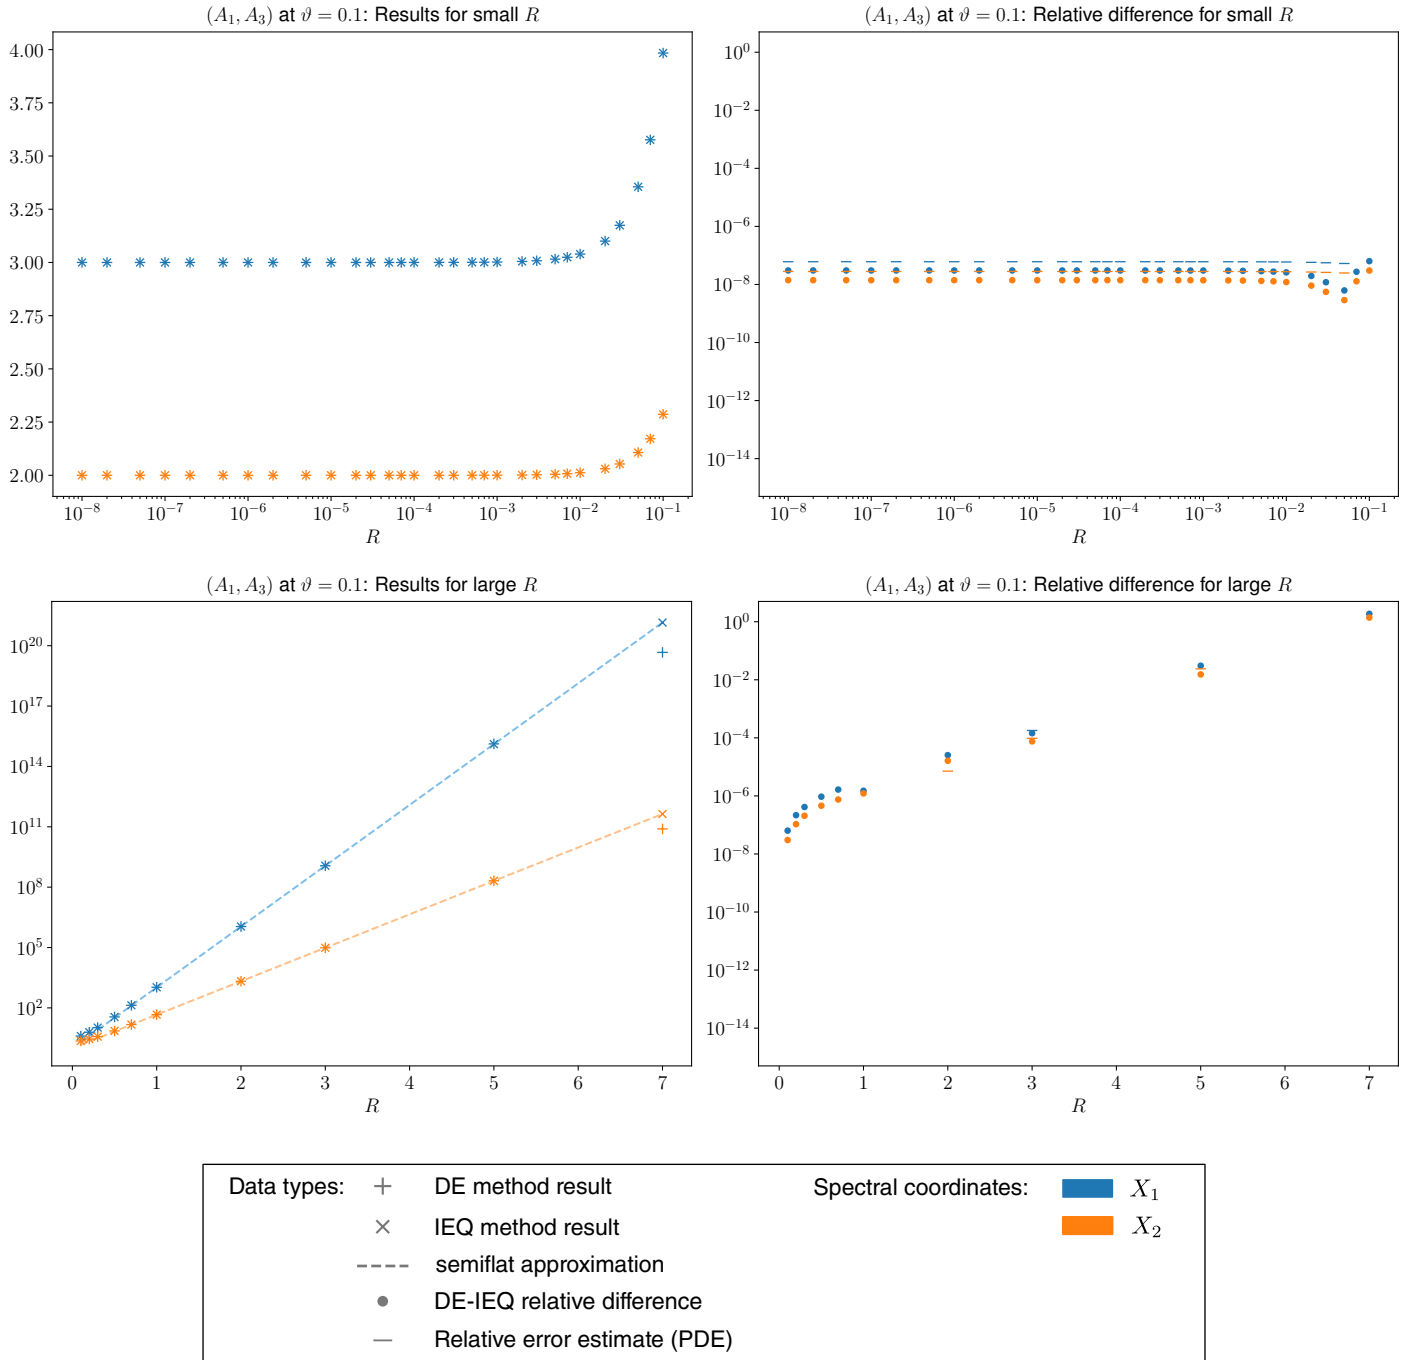 (A₁, A₃) at ϑ = 0.1: Results for small R
4.00
3.75
3.50
3.25
3.00
2.75
2.50
2.25
2.00
10⁻⁸ 10⁻⁷ 10⁻⁶ 10⁻⁵ 10⁻⁴ 10⁻³ 10⁻² 10⁻¹
R
(A₁, A₃) at ϑ = 0.1: Relative difference for small R
10⁰
10⁻²
10⁻⁴
10⁻⁶
10⁻⁸
10⁻¹⁰
10⁻¹²
10⁻¹⁴
10⁻⁸ 10⁻⁷ 10⁻⁶ 10⁻⁵ 10⁻⁴ 10⁻³ 10⁻² 10⁻¹
R
(A₁, A₃) at ϑ = 0.1: Results for large R
10²⁰
10¹⁷
10¹⁴
10¹¹
10⁸
10⁵
10²
0 1 2 3 4 5 6 7
R
(A₁, A₃) at ϑ = 0.1: Relative difference for large R
10⁰
10⁻²
10⁻⁴
10⁻⁶
10⁻⁸
10⁻¹⁰
10⁻¹²
10⁻¹⁴
0 1 2 3 4 5 6 7
R
Data types:
DE method result
IEQ method result
semiflat approximation
DE-IEQ relative difference
Relative error estimate (PDE)
Spectral coordinates:
X₁
X₂